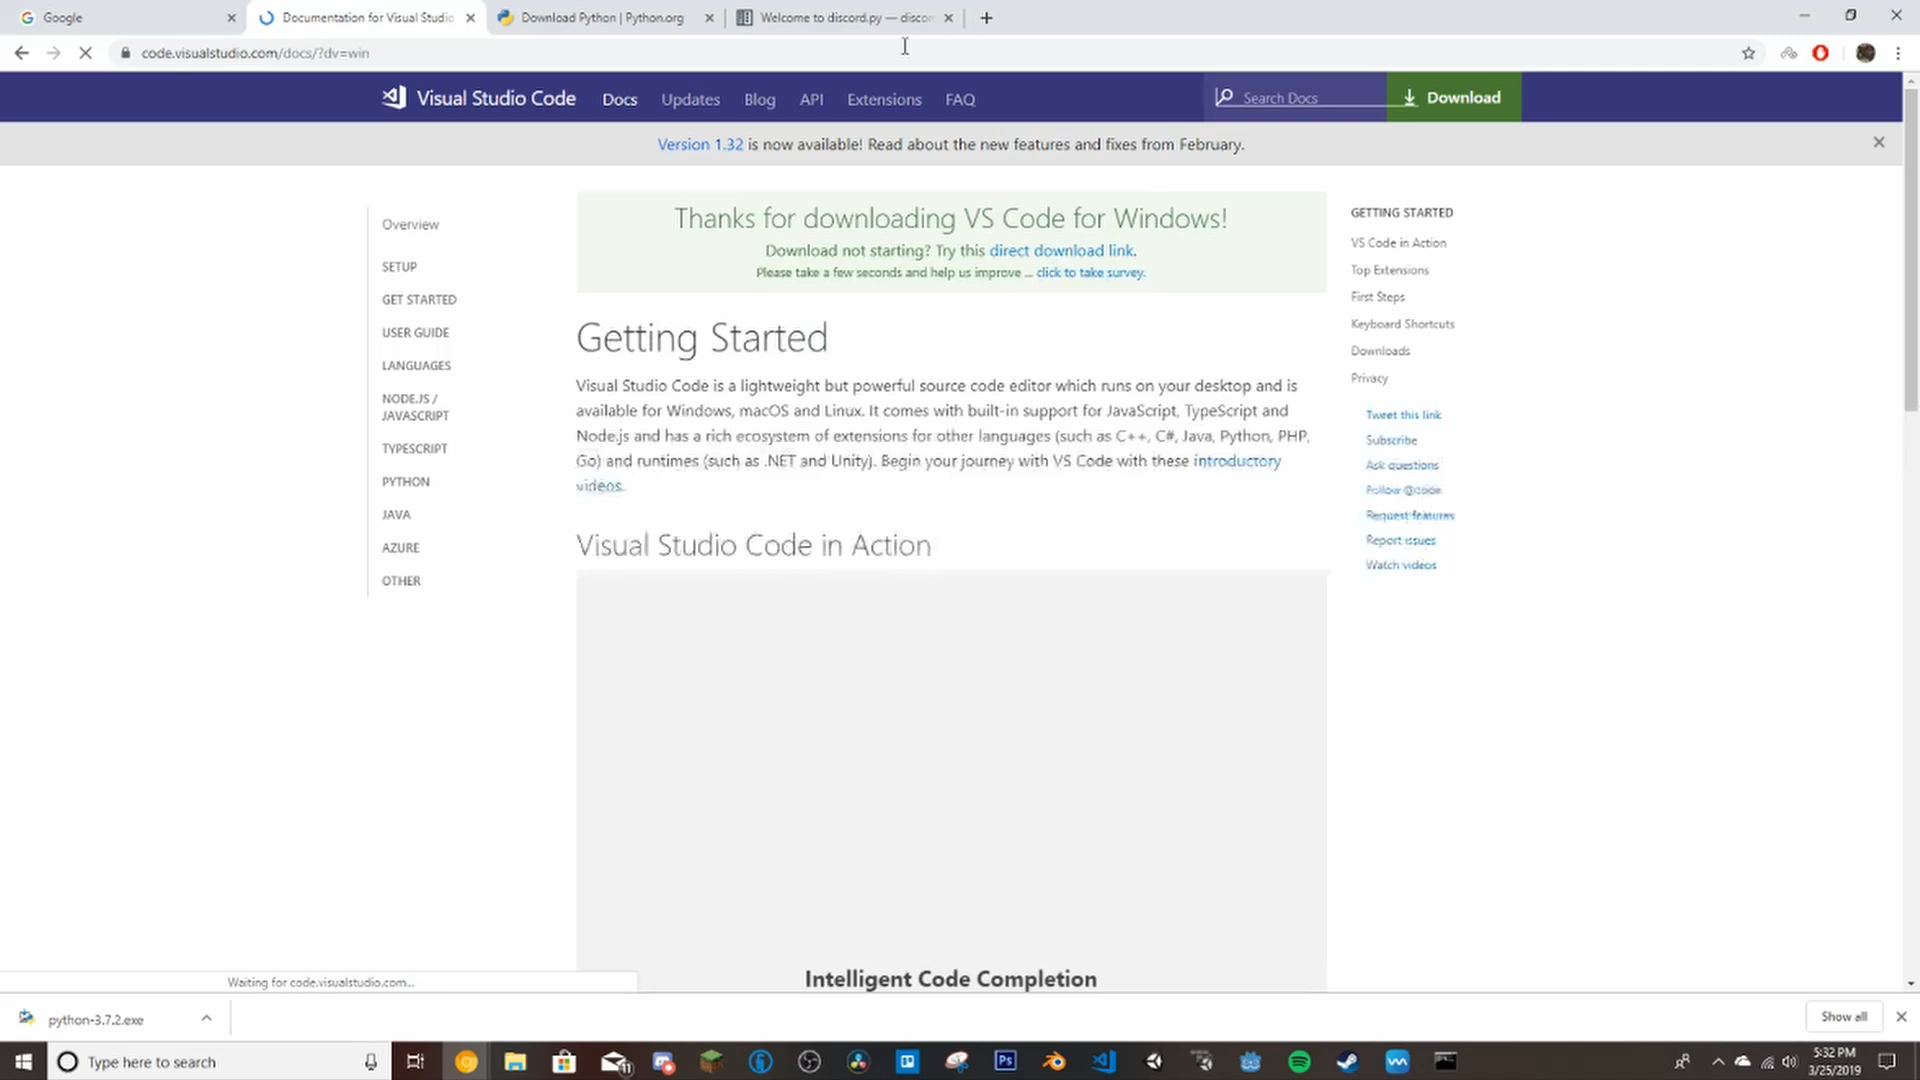 Google
Documentation for Visual Studio
Download Python | Python.org
Welcome to discord.py — discor
code.visualstudio.com/docs/?dv=win
Visual Studio Code
Docs
Updates
Blog
API
Extensions
FAQ
Search Docs
Download
Version 1.32 is now available! Read about the new features and fixes from February.
Overview
SETUP
GET STARTED
USER GUIDE
LANGUAGES
NODE.JS /
JAVASCRIPT
TYPESCRIPT
PYTHON
JAVA
AZURE
OTHER
Thanks for downloading VS Code for Windows!
Download not starting? Try this direct download link.
Please take a few seconds and help us improve ... click to take survey.
Getting Started
Visual Studio Code is a lightweight but powerful source code editor which runs on your desktop and is
available for Windows, macOS and Linux. It comes with built-in support for JavaScript, TypeScript and
Node.js and has a rich ecosystem of extensions for other languages (such as C++, C#, Java, Python, PHP,
Go) and runtimes (such as .NET and Unity). Begin your journey with VS Code with these introductory
videos.
Visual Studio Code in Action
Intelligent Code Completion
GETTING STARTED
VS Code in Action
Top Extensions
First Steps
Keyboard Shortcuts
Downloads
Privacy
Tweet this link
Subscribe
Ask questions
Follow @code
Request features
Report issues
Watch videos
Waiting for code.visualstudio.com...
python-3.7.2.exe
Show all
Type here to search
11
Ps
5:32 PM
3/25/2019